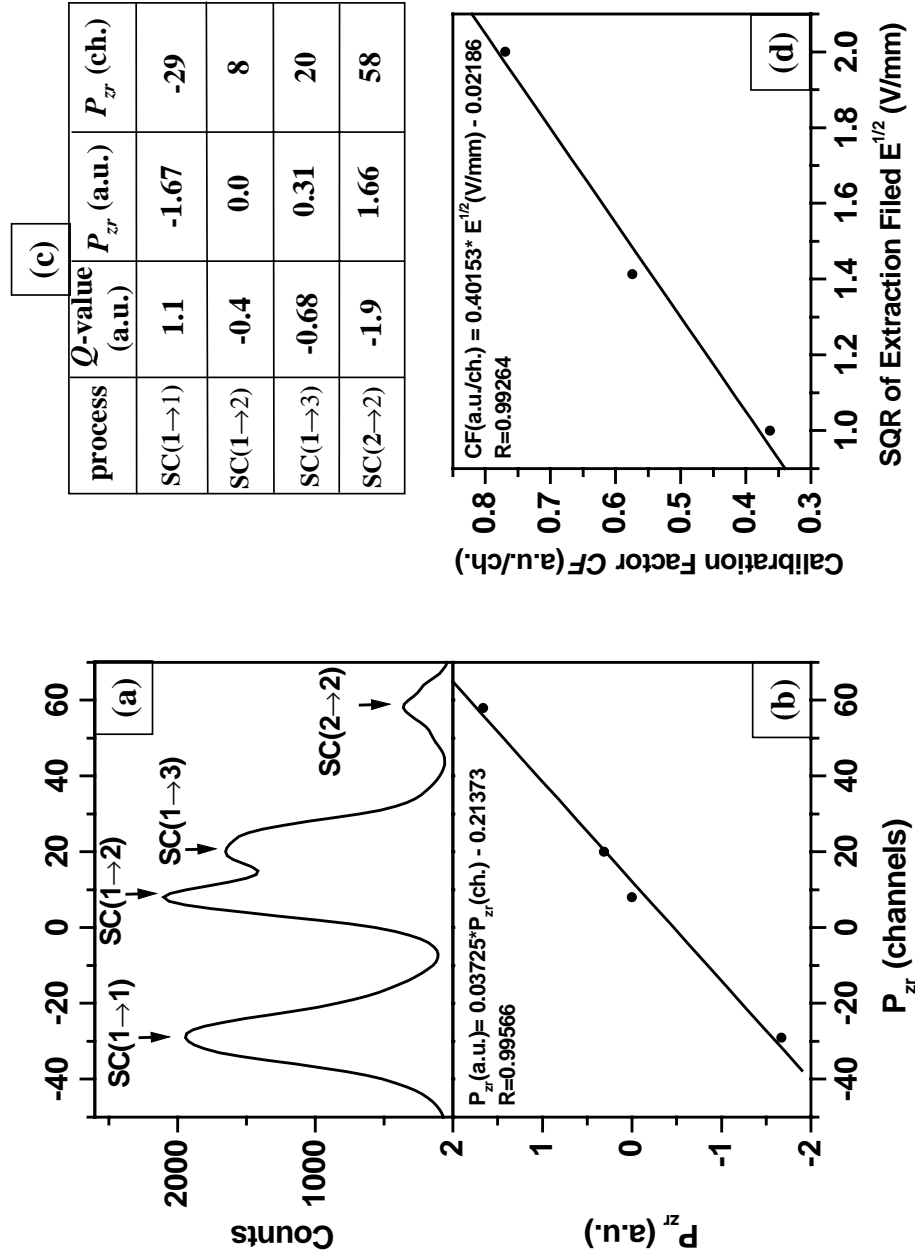 (a)
SC(1→1)
SC(1→2)
SC(1→3)
SC(2→2)
Counts
2000
1000
2
(b)
P_zr(a.u.)= 0.03725*P_zr(ch.) - 0.21373
R=0.99566
P_zr (a.u.)
1
0
-1
-2
-40 -20 0 20 40 60
P_zr (channels)
(c)
process Q-value (a.u.) P_zr (a.u.) P_zr (ch.)
SC(1→1) 1.1 -1.67 -29
SC(1→2) -0.4 0.0 8
SC(1→3) -0.68 0.31 20
SC(2→2) -1.9 1.66 58
CF(a.u./ch.) = 0.40153* E^1/2(V/mm) - 0.02186
R=0.99264
(d)
Calibration Factor CF (a.u./ch.)
0.8
0.7
0.6
0.5
0.4
0.3
1.0 1.2 1.4 1.6 1.8 2.0
SQR of Extraction Filed E^1/2 (V/mm)